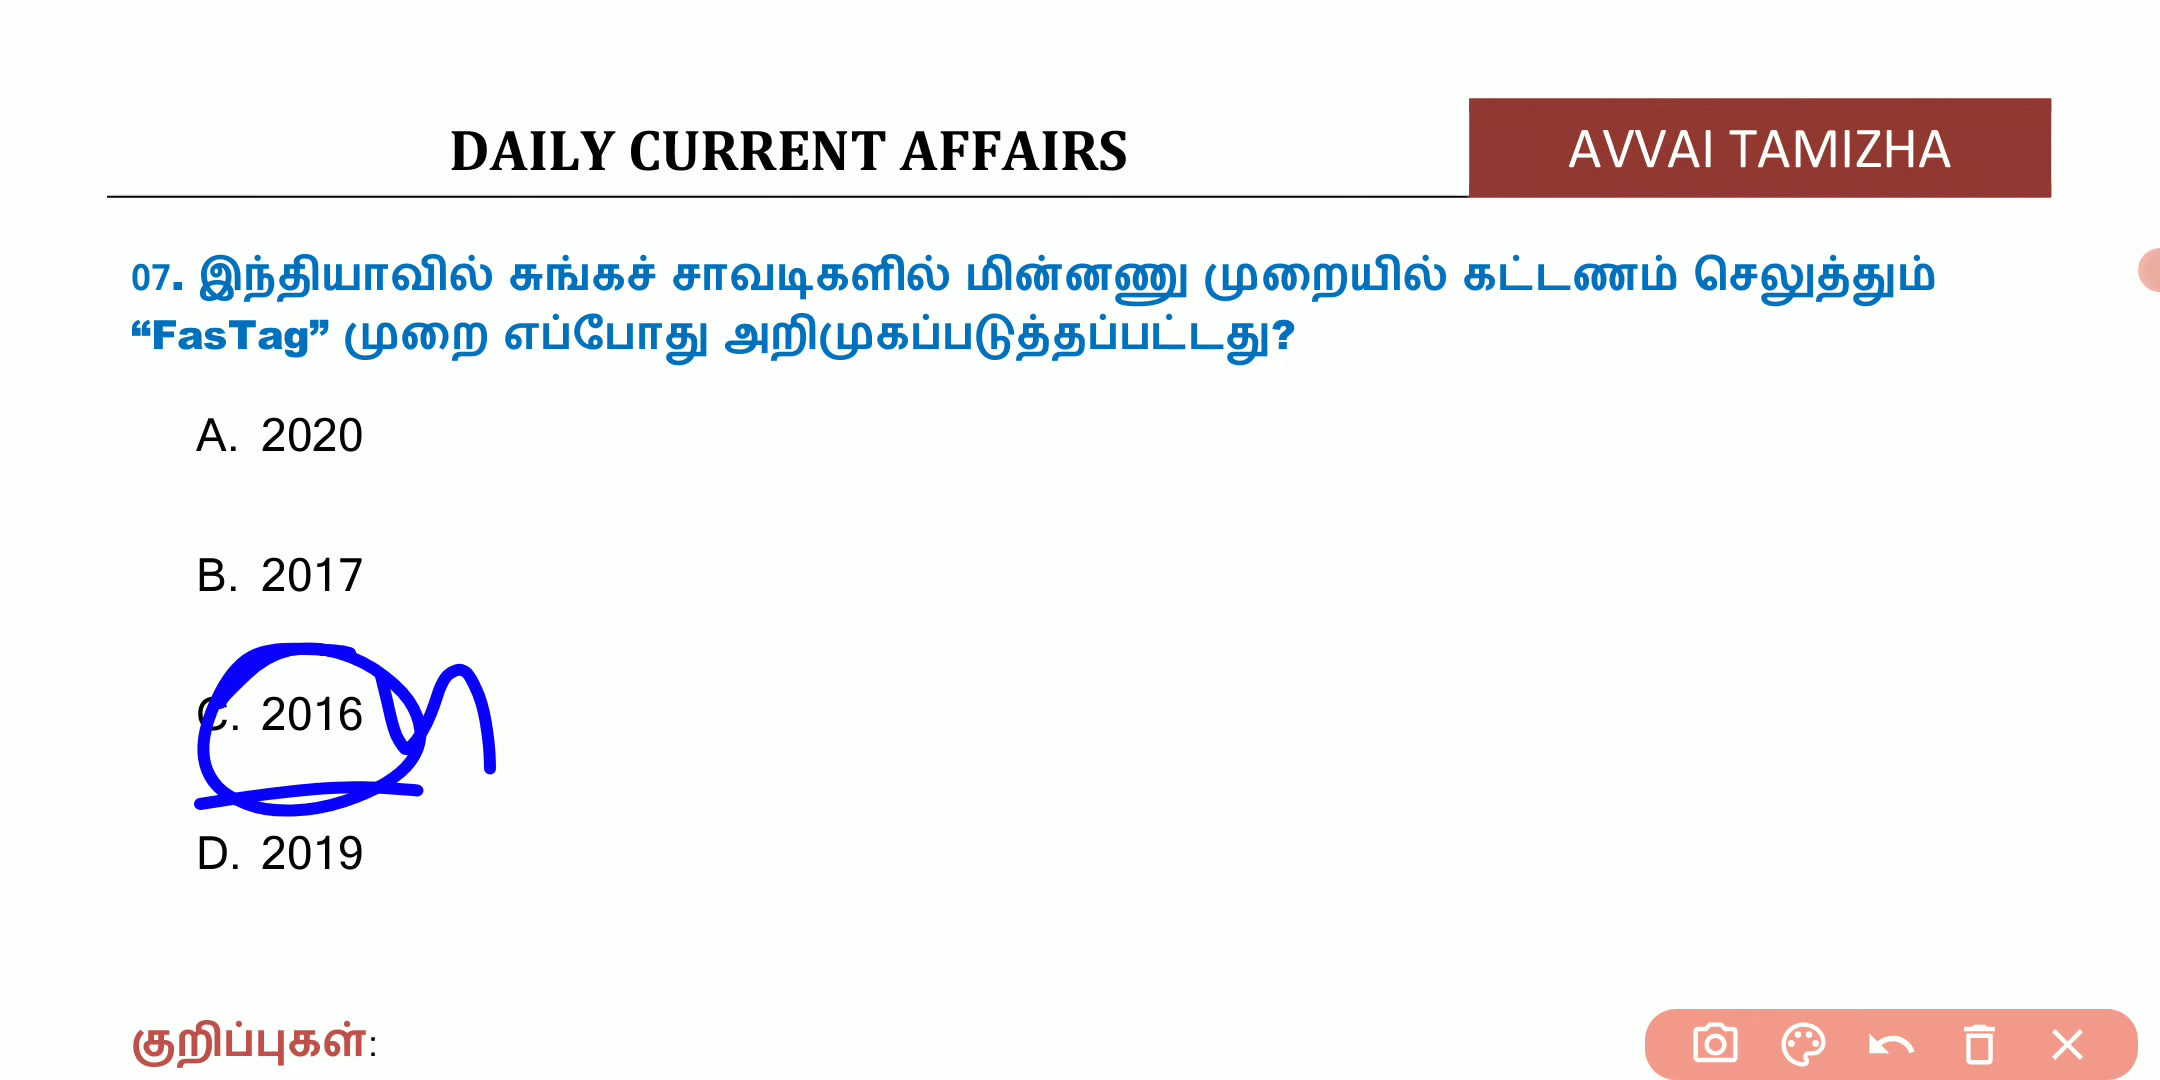 DAILY CURRENT AFFAIRS
AVVAI TAMIZHA
07. இந்தியாவில் சுங்கச் சாவடிகளில் மின்னணு முறையில் கட்டணம் செலுத்தும்
“FasTag” முறை எப்போது அறிமுகப்படுத்தப்பட்டது?
A. 2020
B. 2017
C. 2016
D. 2019
குறிப்புகள்: